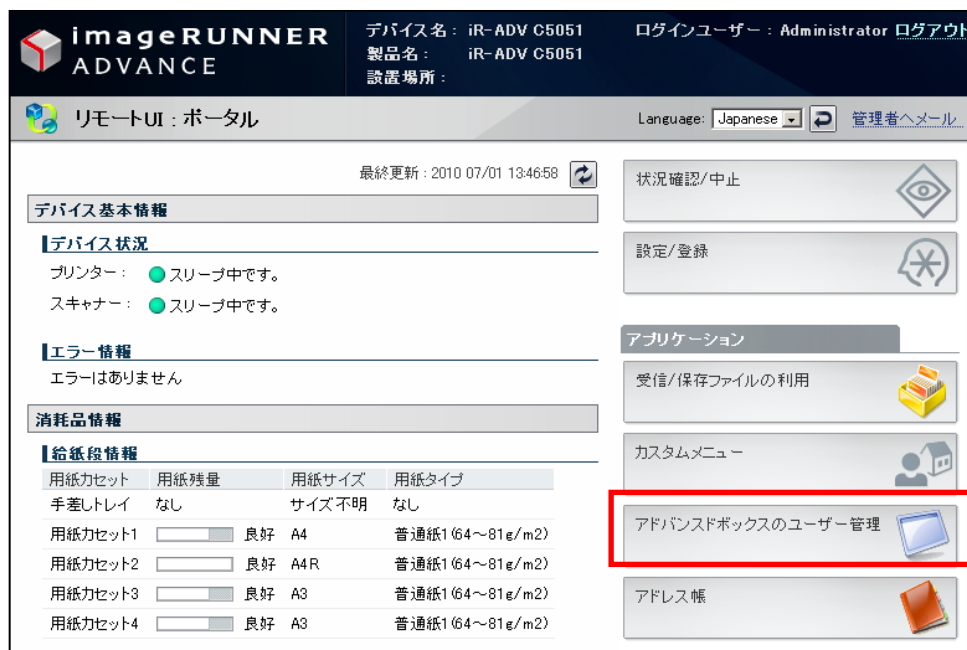 imageRUNNER
ADVANCE
デバイス名： iR-ADV C5051
製品名： iR-ADV C5051
設置場所：
ログインユーザー： Administrator ログアウト
リモートUI : ポータル
Language: Japanese
管理者へメール
最終更新 : 2010 07/01 13:46:58
デバイス基本情報
デバイス状況
プリンター： スリープ中です。
スキャナー： スリープ中です。
エラー情報
エラーはありません
消耗品情報
給紙段情報
用紙カセット 用紙残量 用紙サイズ 用紙タイプ
手差しトレイ なし サイズ不明 なし
用紙カセット1 良好 A4 普通紙1(64～81g/m2)
用紙カセット2 良好 A4R 普通紙1(64～81g/m2)
用紙カセット3 良好 A3 普通紙1(64～81g/m2)
用紙カセット4 良好 A3 普通紙1(64～81g/m2)
状況確認/中止
設定/登録
アプリケーション
受信/保存ファイルの利用
カスタムメニュー
アドバンスドボックスのユーザー管理
アドレス帳